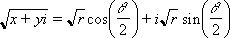 √(x + yi) = √r cos(θ/2) + i√r sin(θ/2)